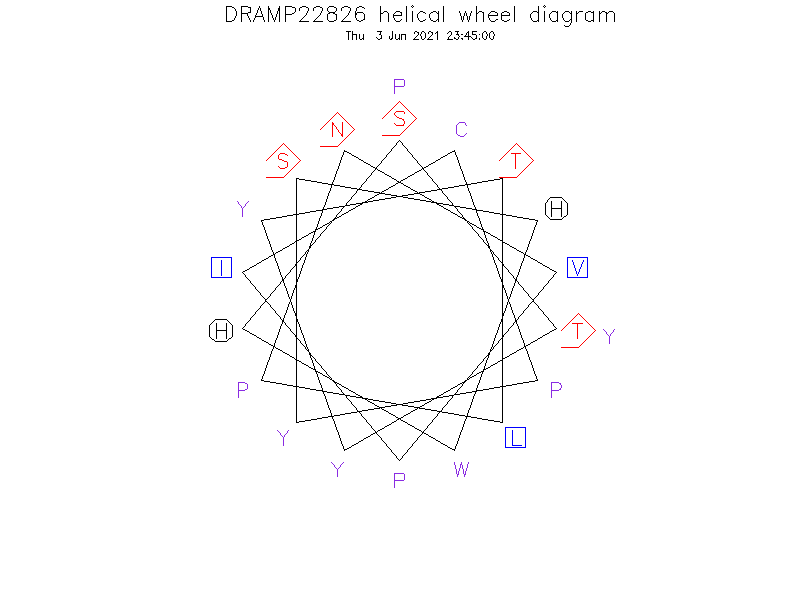 DRAMP22826 helical wheel diagram
Thu 3 Jun 2021 23:45:00
P
S
N C
S T
Y H
I V
H T Y
P P
Y L
Y P W